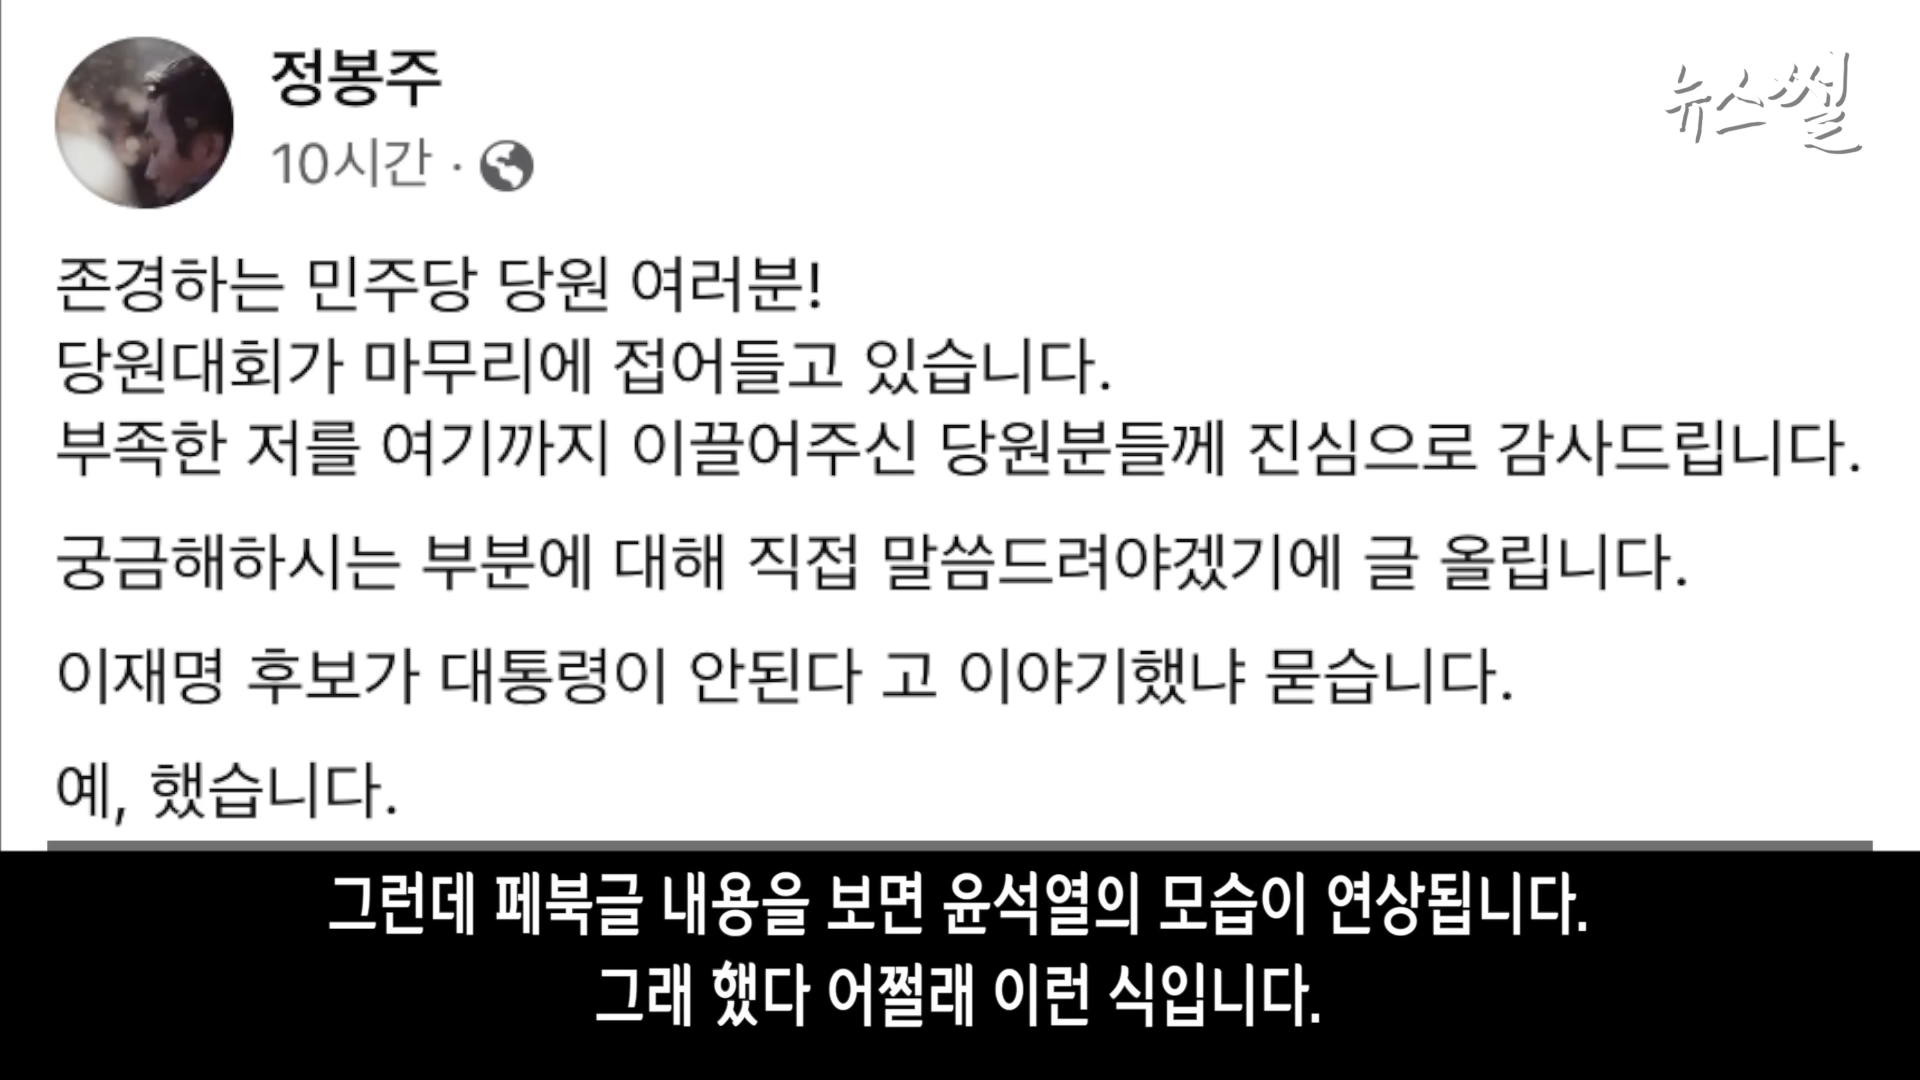 정봉주
뉴스썰
10시간 ·
존경하는 민주당 당원 여러분!
당원대회가 마무리에 접어들고 있습니다.
부족한 저를 여기까지 이끌어주신 당원분들께 진심으로 감사드립니다.
궁금해하시는 부분에 대해 직접 말씀드려야겠기에 글 올립니다.
이재명 후보가 대통령이 안된다 고 이야기했냐 묻습니다.
예, 했습니다.
그런데 페북글 내용을 보면 윤석열의 모습이 연상됩니다.
그래 했다 어쩔래 이런 식입니다.